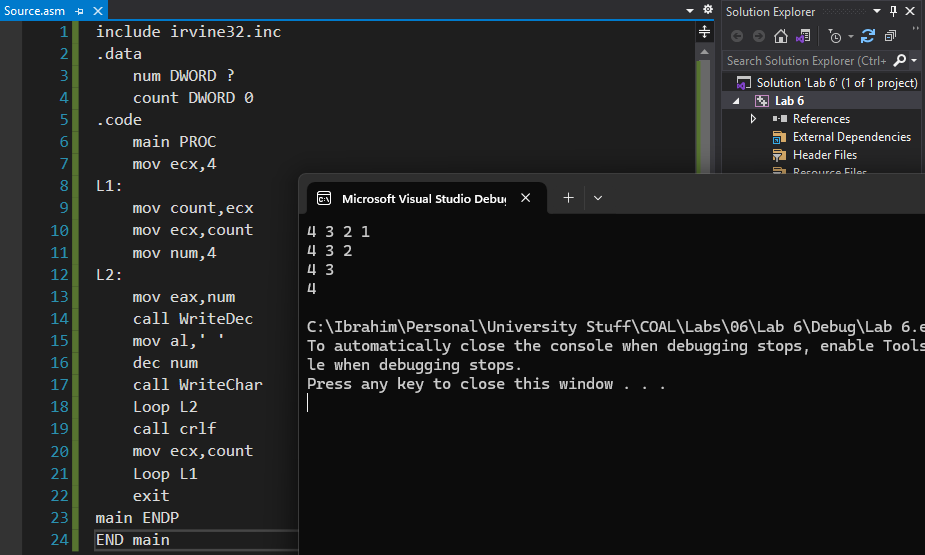 Source.asm
1 include irvine32.inc
2 .data
3 num DWORD ?
4 count DWORD 0
5 .code
6 main PROC
7 mov ecx,4
8 L1:
9 mov count,ecx
10 mov ecx,count
11 mov num,4
12 L2:
13 mov eax,num
14 call WriteDec
15 mov al,' '
16 dec num
17 call WriteChar
18 Loop L2
19 call crlf
20 mov ecx,count
21 Loop L1
22 exit
23 main ENDP
24 END main
Solution Explorer
Search Solution Explorer (Ctrl+
Solution 'Lab 6' (1 of 1 project)
Lab 6
References
External Dependencies
Header Files
Resource Files
Microsoft Visual Studio Debu
4 3 2 1
4 3 2
4 3
4
C:\Ibrahim\Personal\University Stuff\COAL\Labs\06\Lab 6\Debug\Lab 6.e
To automatically close the console when debugging stops, enable Tools
le when debugging stops.
Press any key to close this window . . .